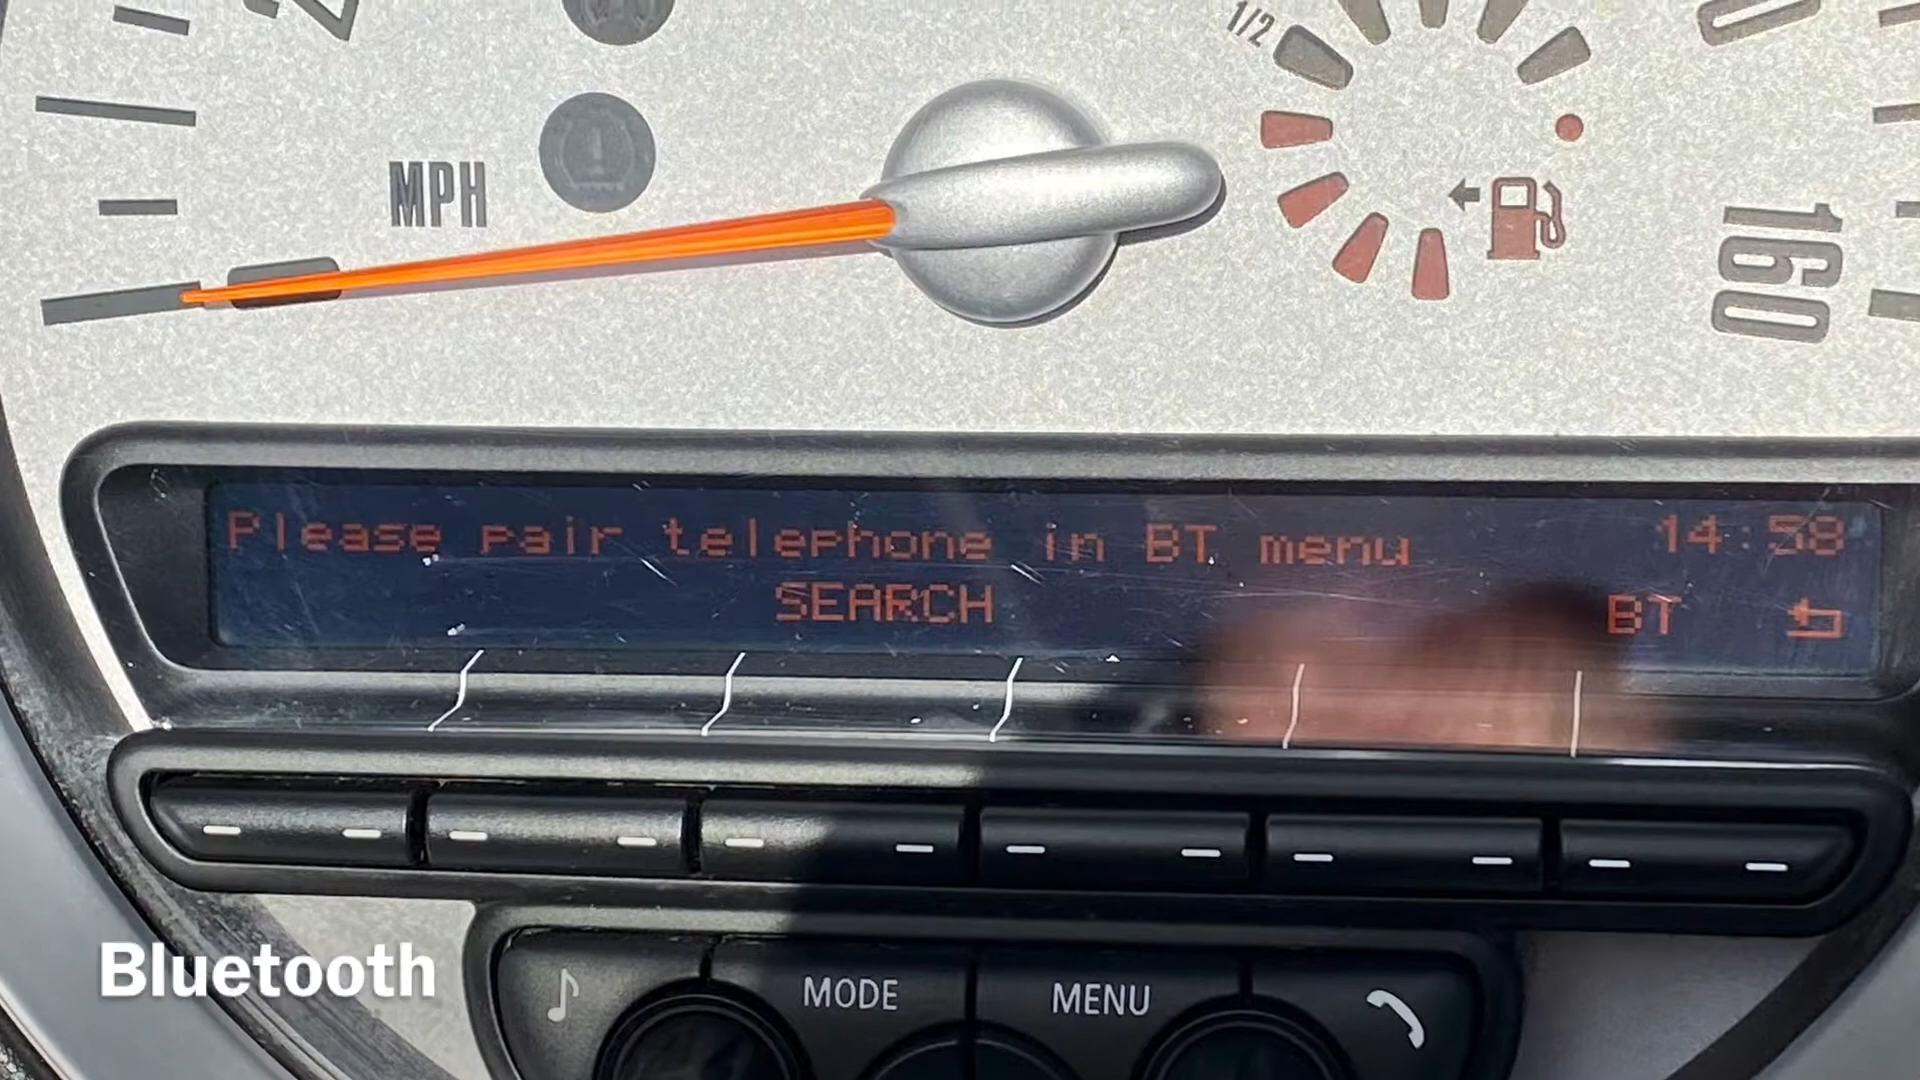 1/2
MPH
160
Please pair telephone in BT menu 14:58
SEARCH BT
MODE MENU
Bluetooth